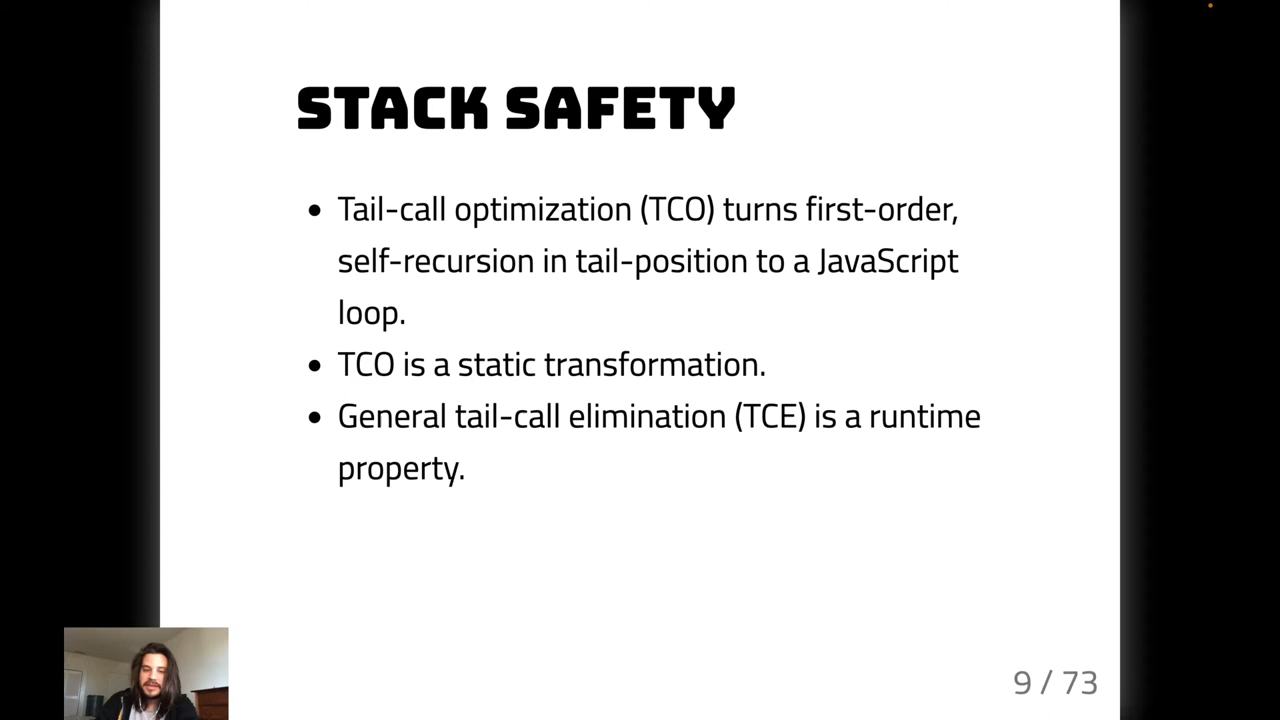 STACK SAFETY
• Tail-call optimization (TCO) turns first-order,
self-recursion in tail-position to a JavaScript
loop.
• TCO is a static transformation.
• General tail-call elimination (TCE) is a runtime
property.
9 / 73